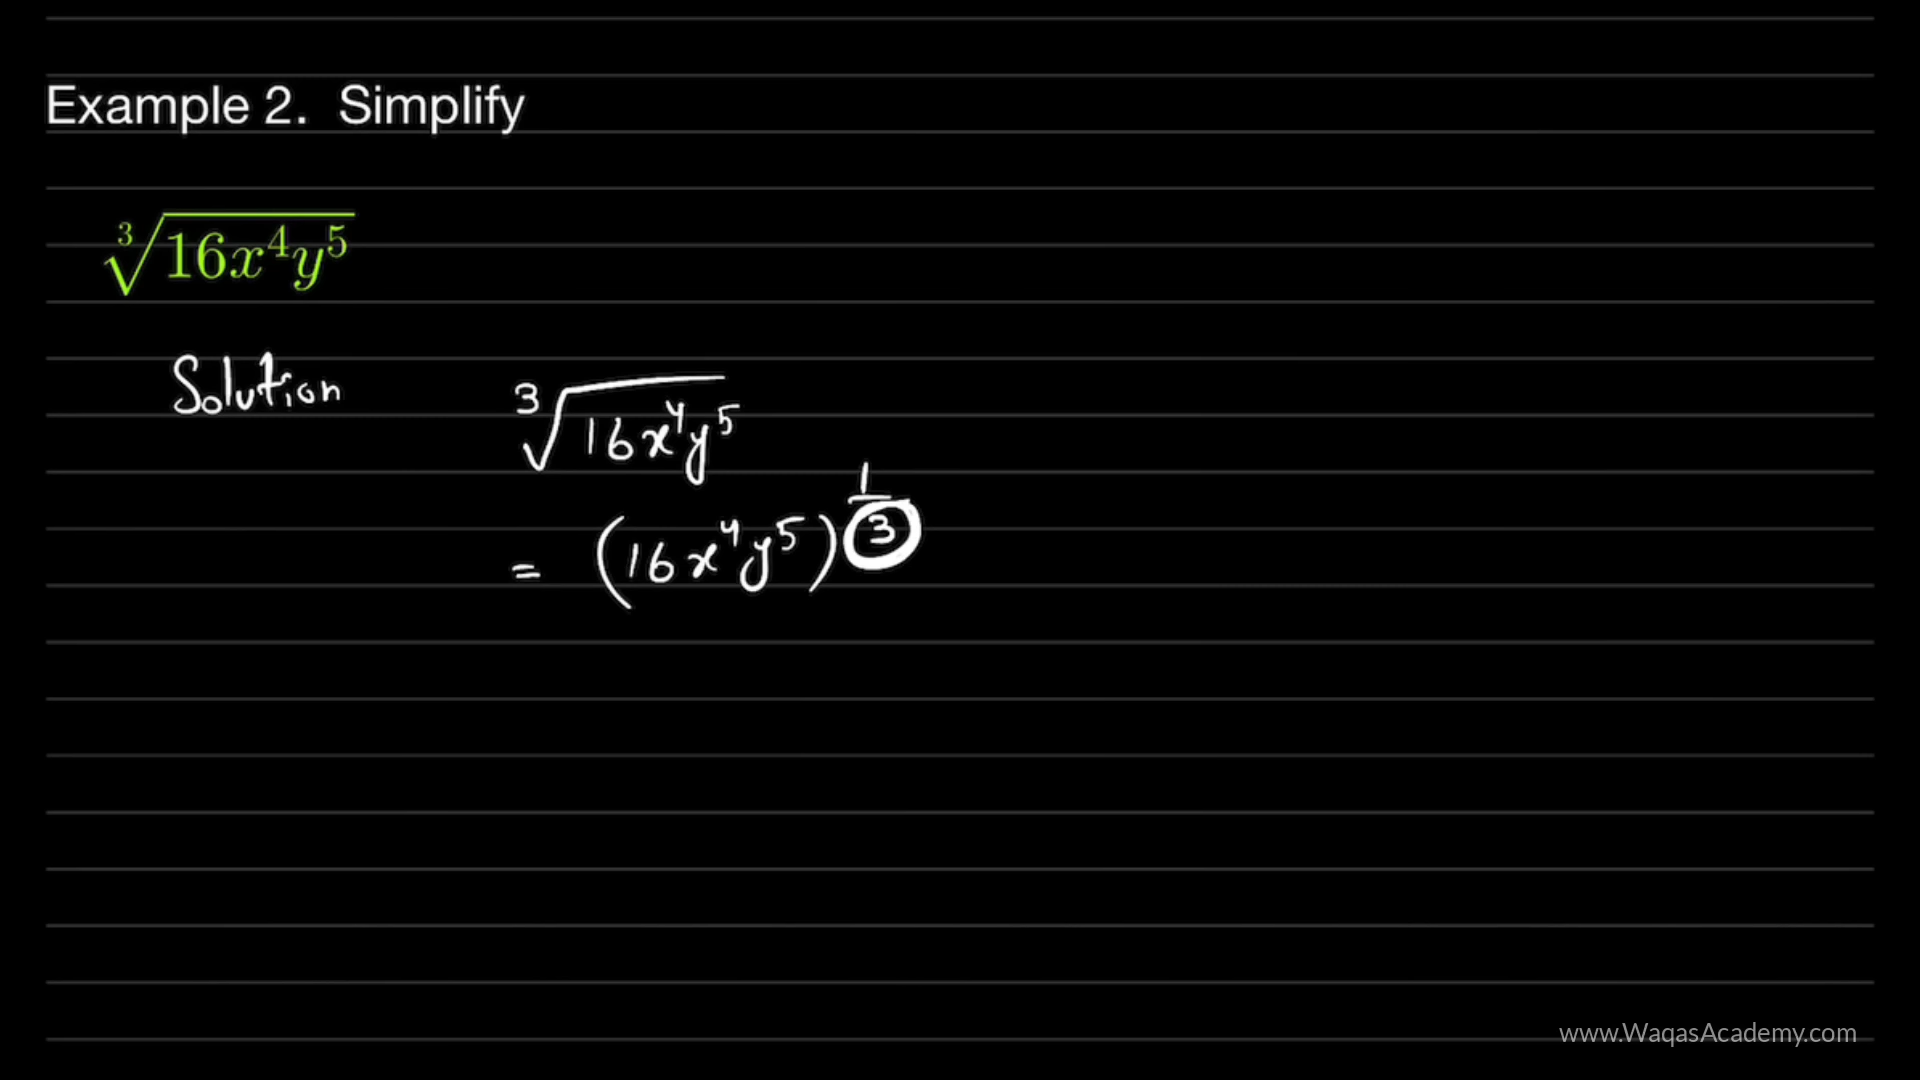 Example 2. Simplify
∛(16x⁴y⁵)
Solution
∛(16x⁴y⁵)
= (16x⁴y⁵)^(1/3)
www.WaqasAcademy.com